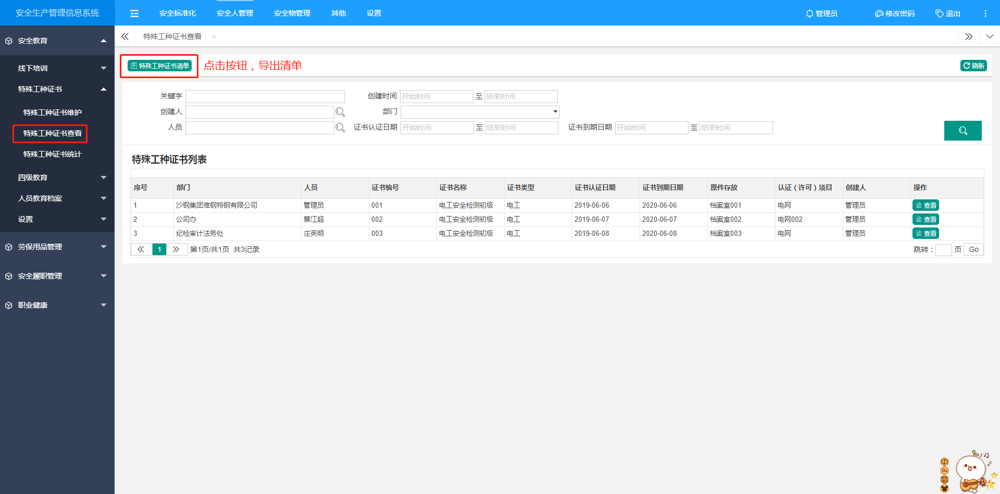 安全生产管理信息系统
安全标准化 安全人管理 安全物管理 其他 设置
管理员 修改密码 退出
安全教育
线下培训
特殊工种证书
特殊工种证书维护
特殊工种证书查看
特殊工种证书统计
四级教育
人员教育档案
设置
劳保用品管理
安全履职管理
职业健康
特殊工种证书查看
特殊工种证书清单 点击按钮，导出清单 刷新
关键字 创建时间 开始时间 至 结束时间
创建人 部门
人员 证书认证日期 开始时间 至 结束时间 证书到期日期 开始时间 至 结束时间
特殊工种证书列表
序号 部门 人员 证书编号 证书名称 证书类型 证书认证日期 证书到期日期 原件存放 认证（许可）项目 创建人 操作
1 沙钢集团淮钢特钢有限公司 管理员 001 电工安全检测初级 电工 2019-06-06 2020-06-06 档案室001 电网 管理员 查看
2 公司办 蔡江超 002 电工安全检测初级 电工 2019-06-07 2020-06-07 档案室002 电网002 管理员 查看
3 纪检审计法务处 庄英明 003 电工安全检测初级 电工 2019-06-08 2020-06-08 档案室003 电网 管理员 查看
1 第1页/共1页 共3记录 跳转： 页 Go
中
简